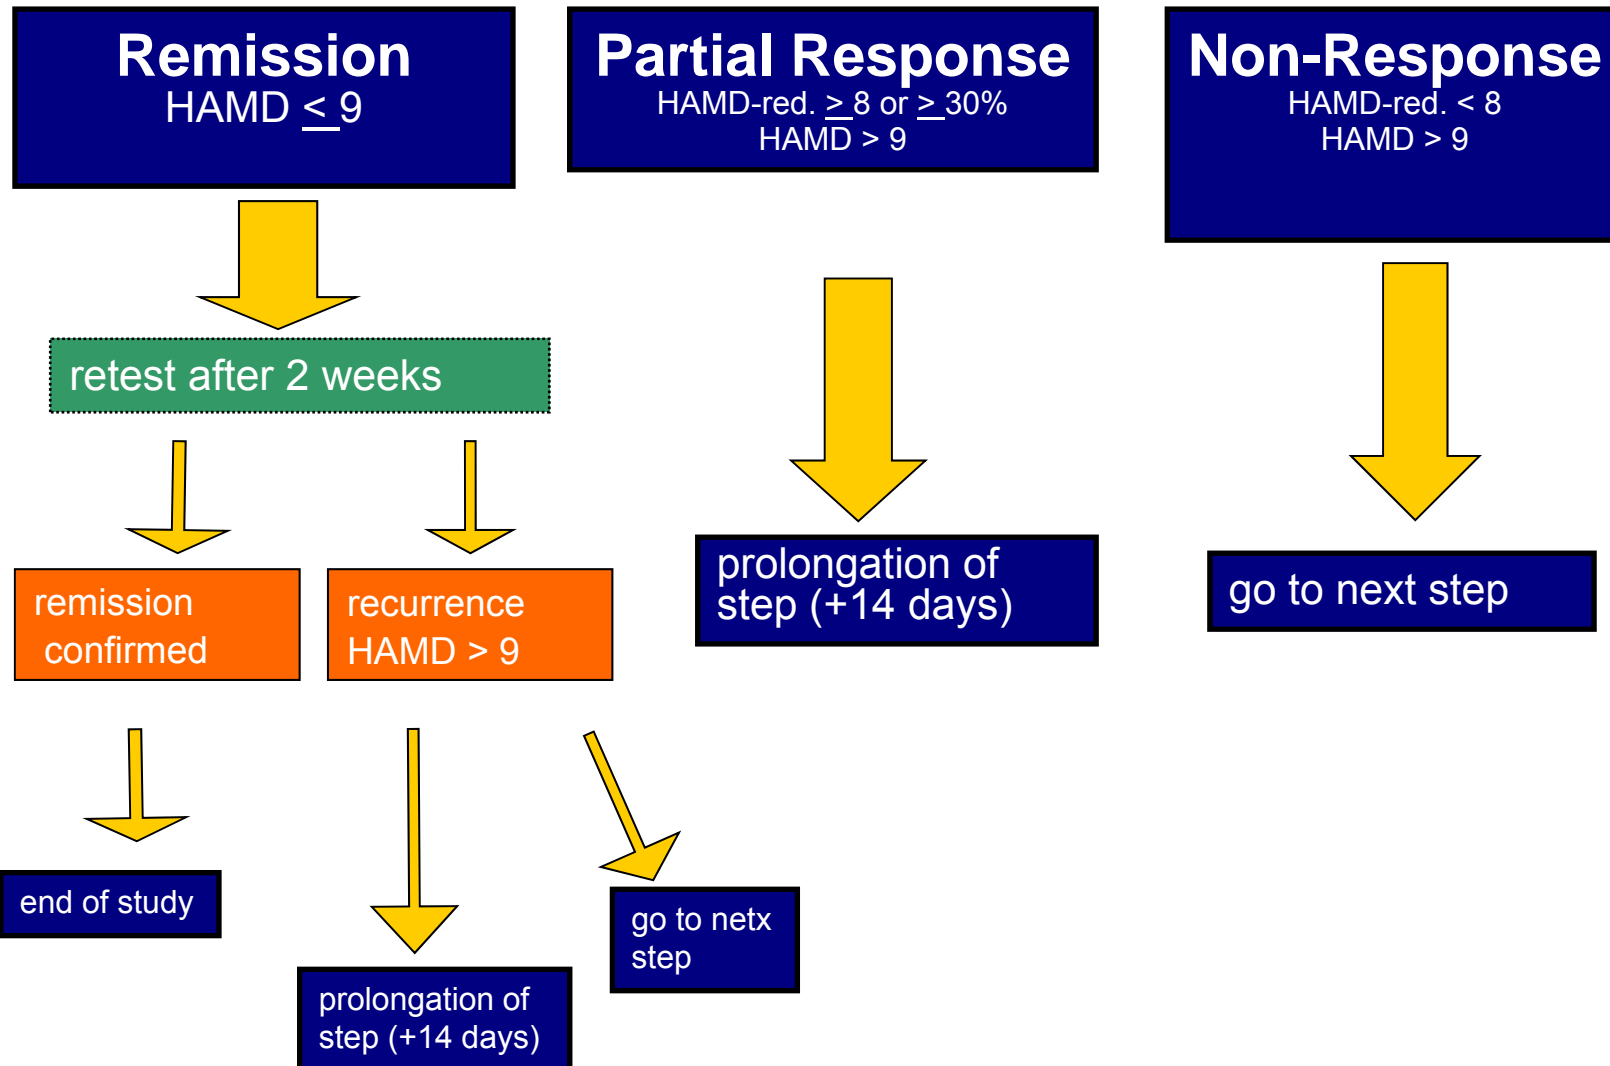 Remission
HAMD ≤ 9
Partial Response
HAMD-red. ≥ 8 or ≥ 30%
HAMD > 9
Non-Response
HAMD-red. < 8
HAMD > 9
retest after 2 weeks
remission
confirmed
recurrence
HAMD > 9
prolongation of
step (+14 days)
go to next step
end of study
prolongation of
step (+14 days)
go to netx
step